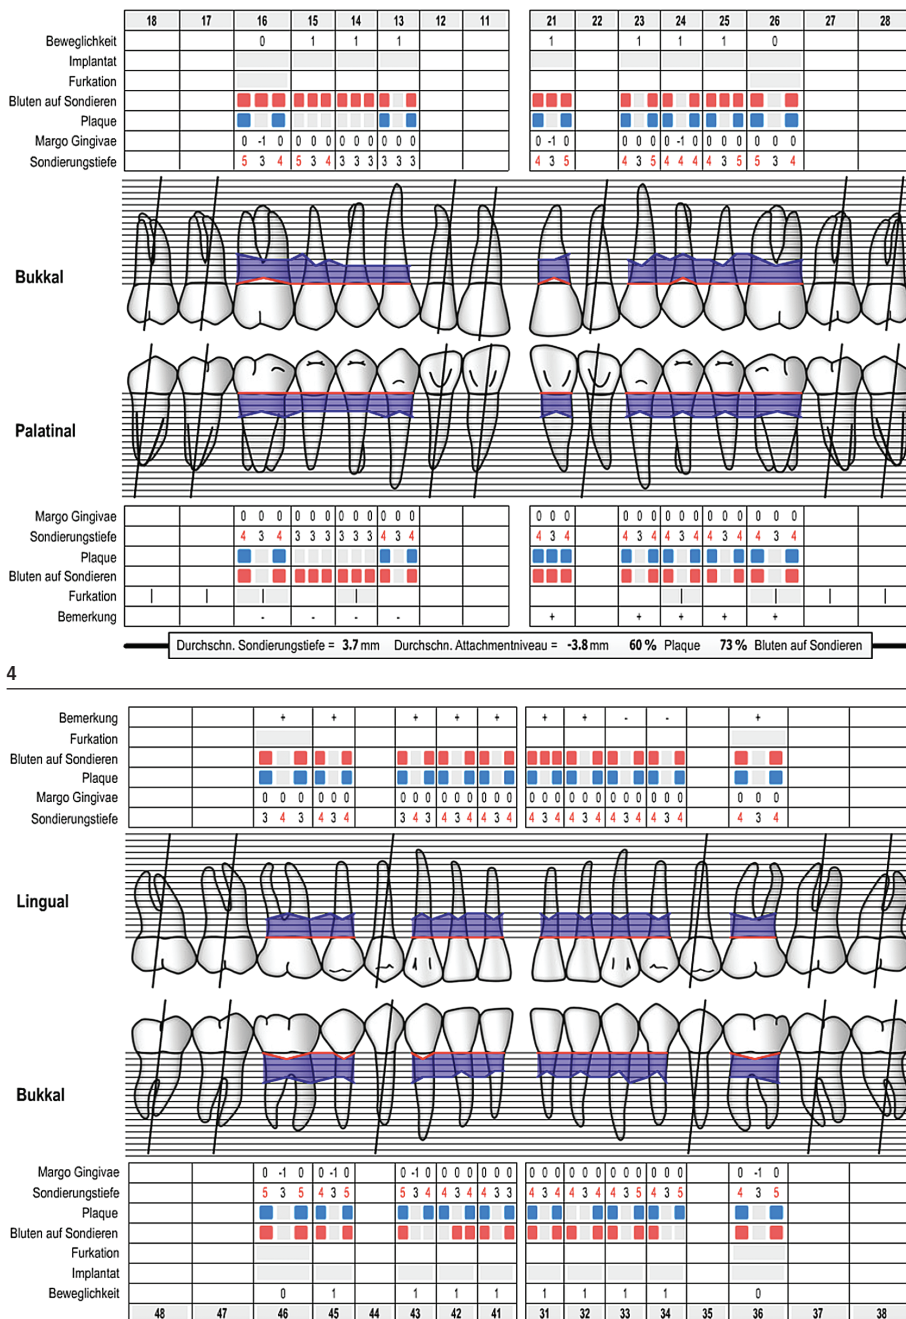 18 17 16 15 14 13 12 11 21 22 23 24 25 26 27 28
Beweglichkeit 0 1 1 1 1 1 1 1 0
Implantat
Furkation
Bluten auf Sondieren
Plaque
Margo Gingivae 0 -1 0 0 0 0 0 0 0 0 0 0 0 -1 0 0 0 0 0 -1 0 0 0 0 0 0 0
Sondierungstiefe 5 3 4 5 3 4 3 3 3 3 3 3 4 3 5 4 3 5 4 4 4 4 3 5 5 3 4
Bukkal
Palatinal
Margo Gingivae 0 0 0 0 0 0 0 0 0 0 0 0 0 0 0 0 0 0 0 0 0 0 0 0 0 0 0
Sondierungstiefe 4 3 4 3 3 3 3 3 3 4 3 4 4 3 4 4 3 4 4 3 4 4 3 4 4 3 4
Plaque
Bluten auf Sondieren
Furkation | | | | | | | |
Bemerkung - - - - + + + + +
Durchschn. Sondierungstiefe = 3.7 mm Durchschn. Attachmentniveau = -3.8 mm 60 % Plaque 73 % Bluten auf Sondieren
4
Bemerkung + + + + + + + - - +
Furkation
Bluten auf Sondieren
Plaque
Margo Gingivae 0 0 0 0 0 0 0 0 0 0 0 0 0 0 0 0 0 0 0 0 0 0 0 0 0 0 0 0 0 0
Sondierungstiefe 3 4 3 4 3 4 3 4 3 4 3 4 4 3 4 4 3 4 4 3 4 4 3 4 4 3 4 4 3 4
Lingual
Bukkal
Margo Gingivae 0 -1 0 0 -1 0 0 -1 0 0 0 0 0 0 0 0 0 0 0 0 0 0 0 0 0 0 0 0 -1 0
Sondierungstiefe 5 3 5 4 3 5 5 3 4 4 3 4 4 3 3 4 3 4 4 3 4 4 3 5 4 3 5 4 3 5
Plaque
Bluten auf Sondieren
Furkation
Implantat
Beweglichkeit 0 1 1 1 1 1 1 1 1 0
48 47 46 45 44 43 42 41 31 32 33 34 35 36 37 38